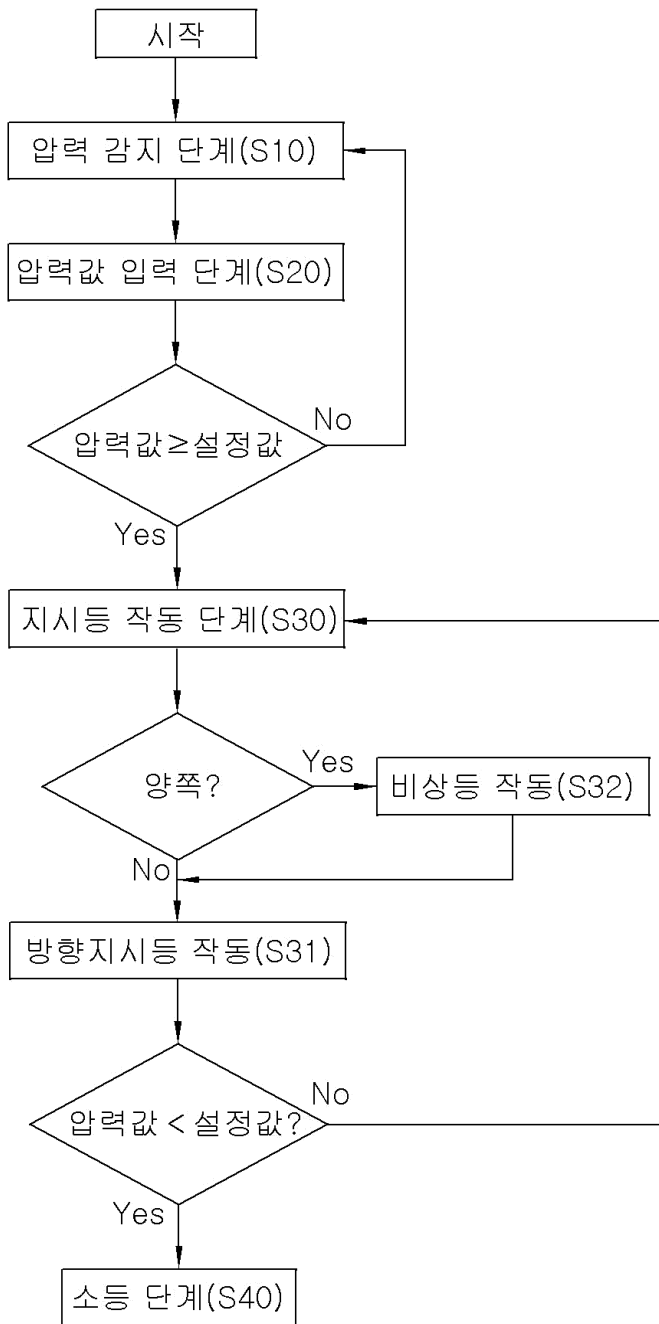 시작
압력 감지 단계(S10)
압력값 입력 단계(S20)
압력값≥설정값
No
Yes
지시등 작동 단계(S30)
양쪽?
Yes
비상등 작동(S32)
No
방향지시등 작동(S31)
압력값 < 설정값?
No
Yes
소등 단계(S40)